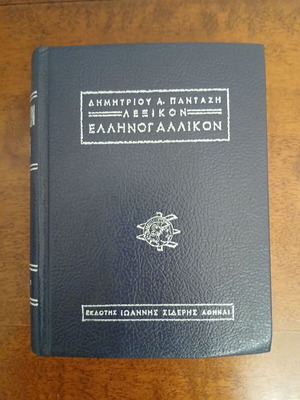 ΔΗΜΗΤΡΙΟΥ Α. ΠΑΝΤΑΖΗ
ΛΕΞΙΚΟΝ
ΕΛΛΗΝΟΓΑΛΛΙΚΟΝ
ΕΚΔΟΤΗΣ ΙΩΑΝΝΗΣ ΣΙΔΕΡΗΣ ΑΘΗΝΑΙ